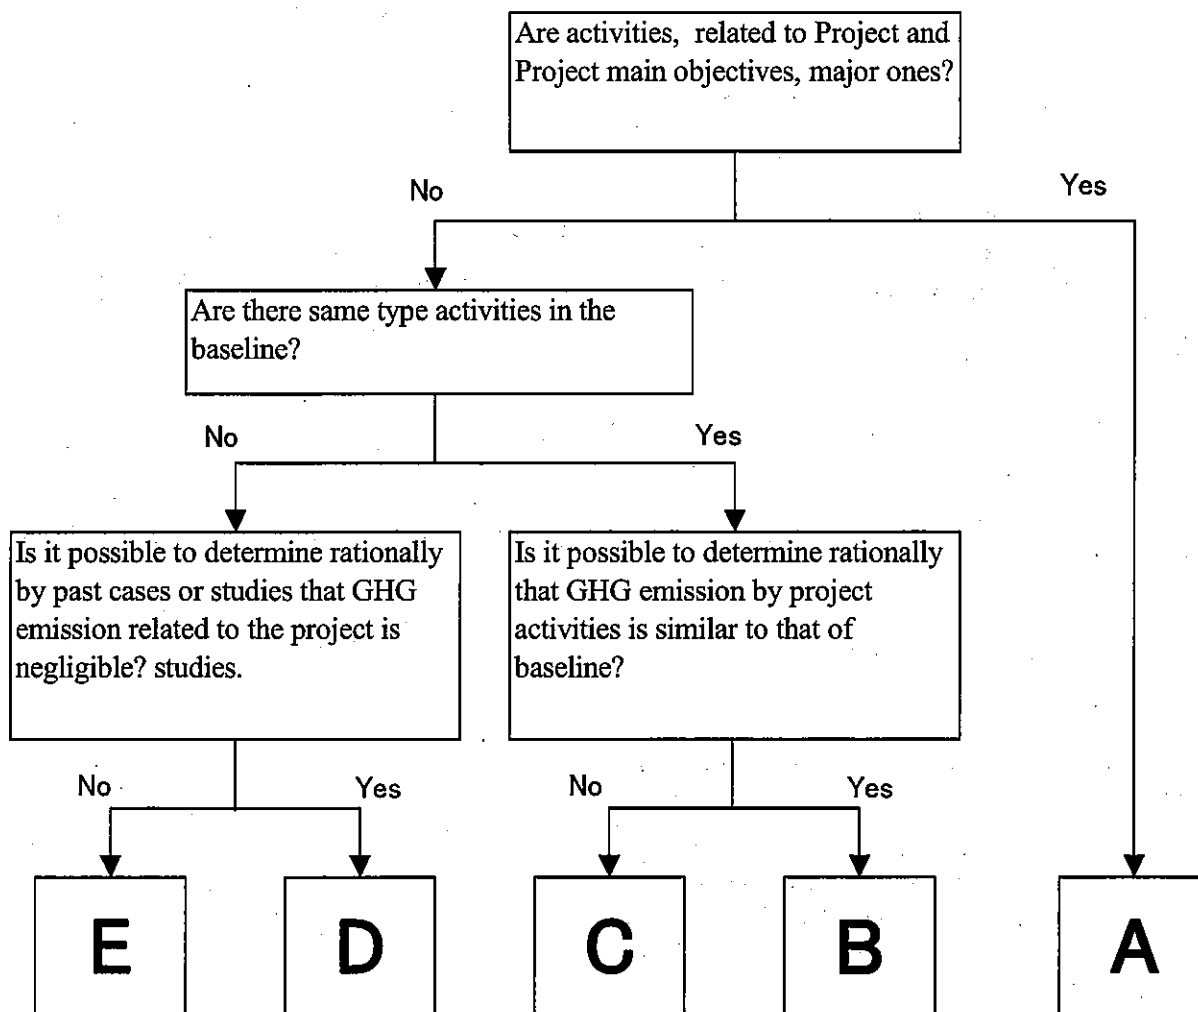 Are activities, related to Project and
Project main objectives, major ones?
No
Yes
Are there same type activities in the
baseline?
No
Yes
Is it possible to determine rationally
by past cases or studies that GHG
emission related to the project is
negligible? studies.
Is it possible to determine rationally
that GHG emission by project
activities is similar to that of
baseline?
No
Yes
No
Yes
E
D
C
B
A